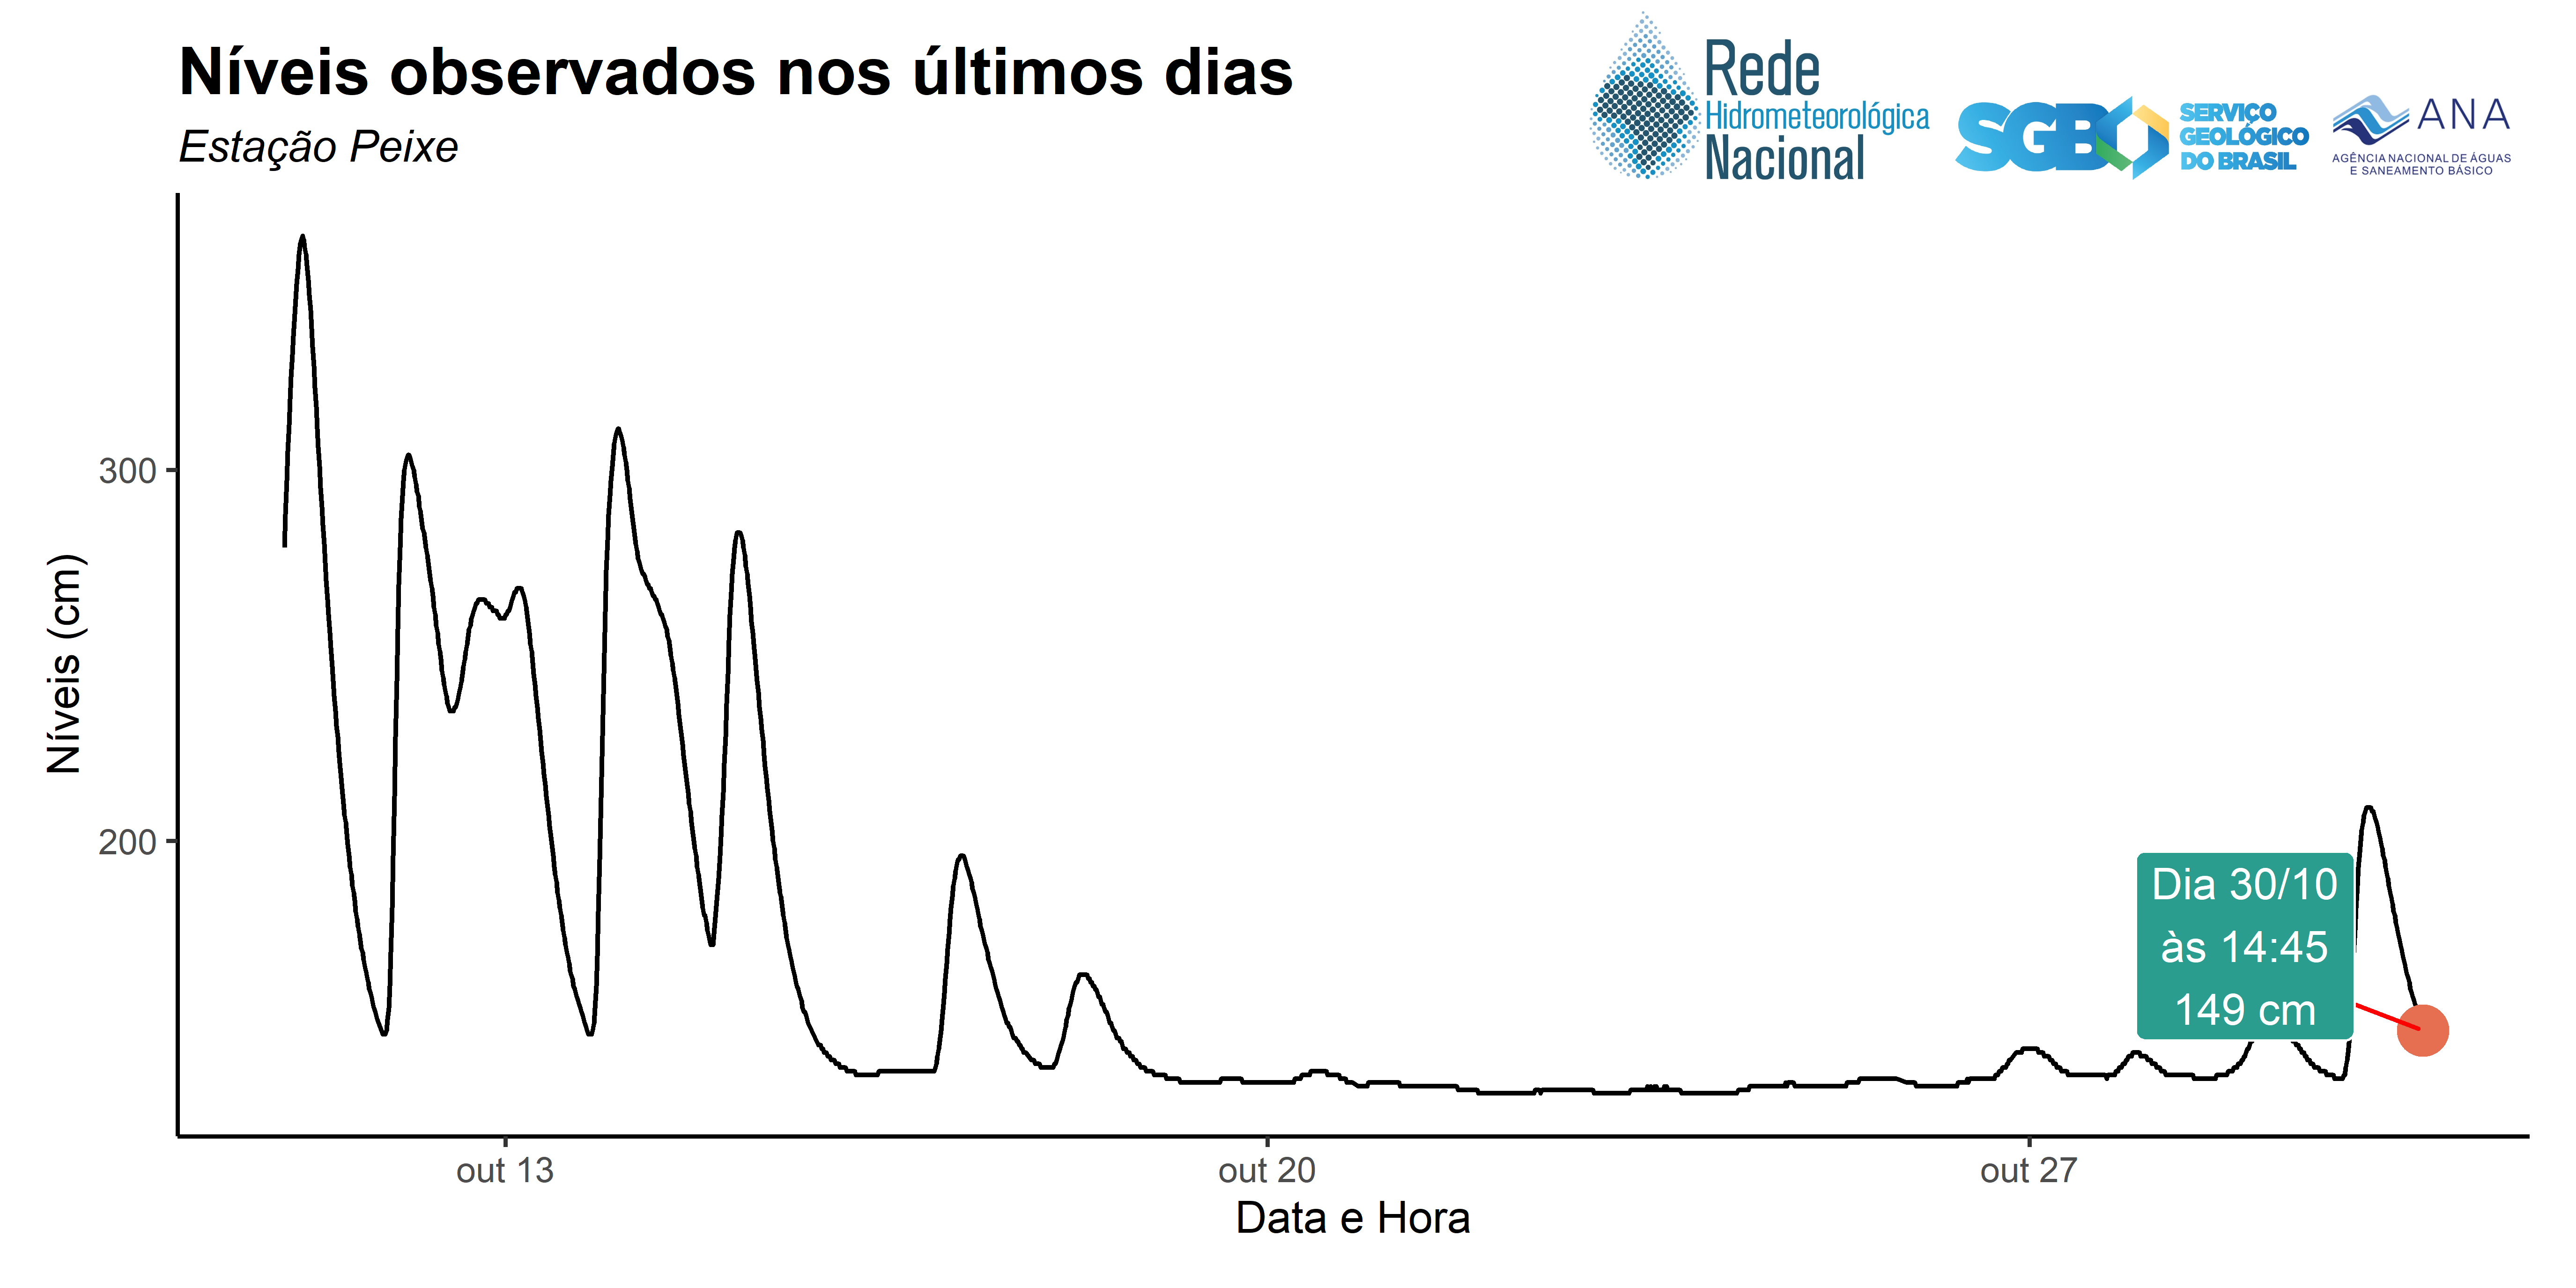 Níveis observados nos últimos dias
Estação Peixe
Rede
Hidrometeorológica
Nacional
SGB
SERVIÇO
GEOLÓGICO
DO BRASIL
ANA
AGÊNCIA NACIONAL DE ÁGUAS
E SANEAMENTO BÁSICO
Níveis (cm)
300
200
Dia 30/10
às 14:45
149 cm
out 13
out 20
out 27
Data e Hora